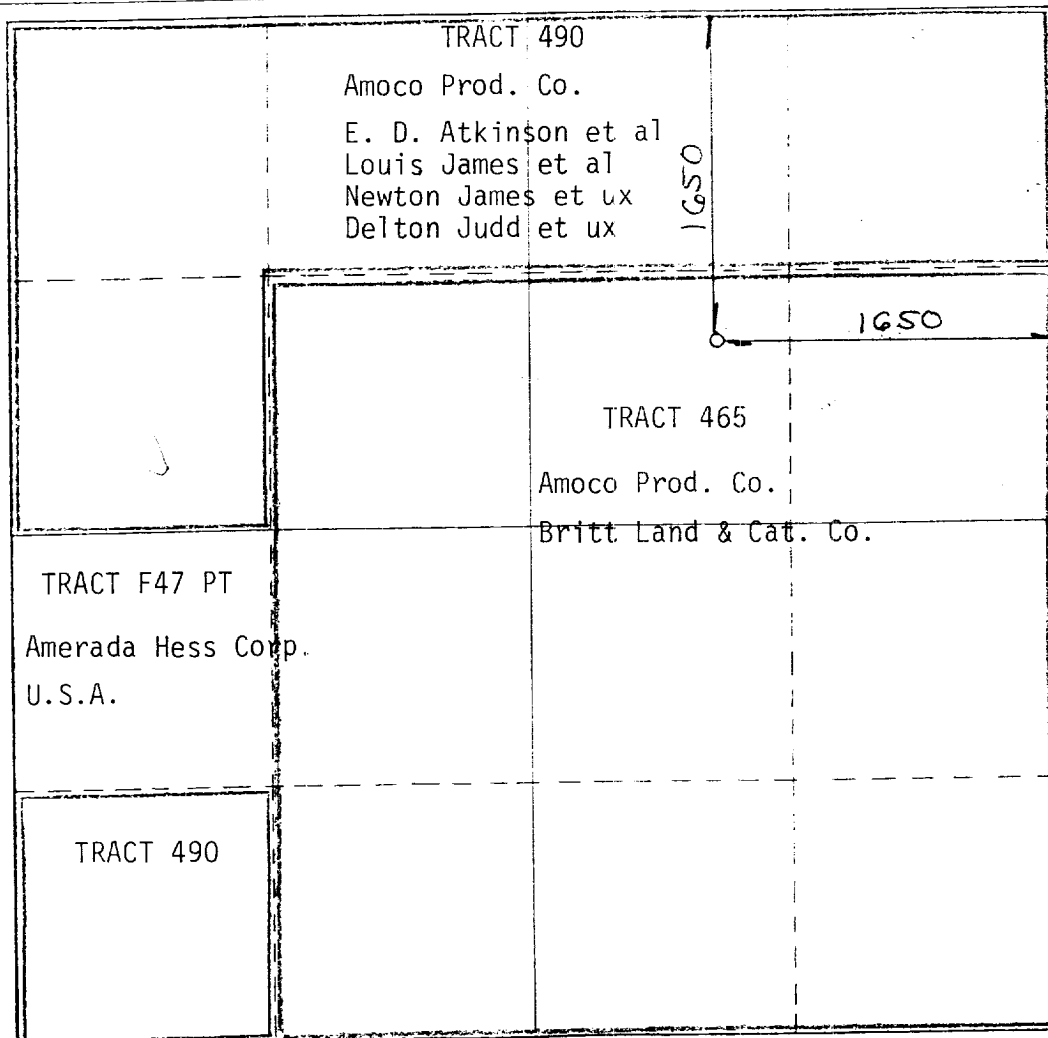 TRACT 490
Amoco Prod. Co.
E. D. Atkinson et al
Louis James et al
Newton James et ux
Delton Judd et ux
1650
1650
TRACT 465
Amoco Prod. Co.
Britt Land & Cat. Co.
TRACT F47 PT
Amerada Hess Corp.
U.S.A.
TRACT 490